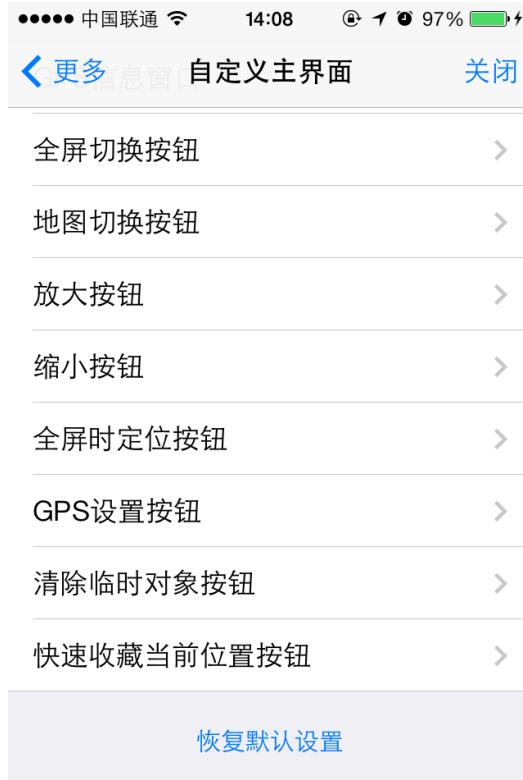 中国联通 14:08 97%
更多 自定义主界面 关闭
全屏切换按钮
地图切换按钮
放大按钮
缩小按钮
全屏时定位按钮
GPS设置按钮
清除临时对象按钮
快速收藏当前位置按钮
恢复默认设置